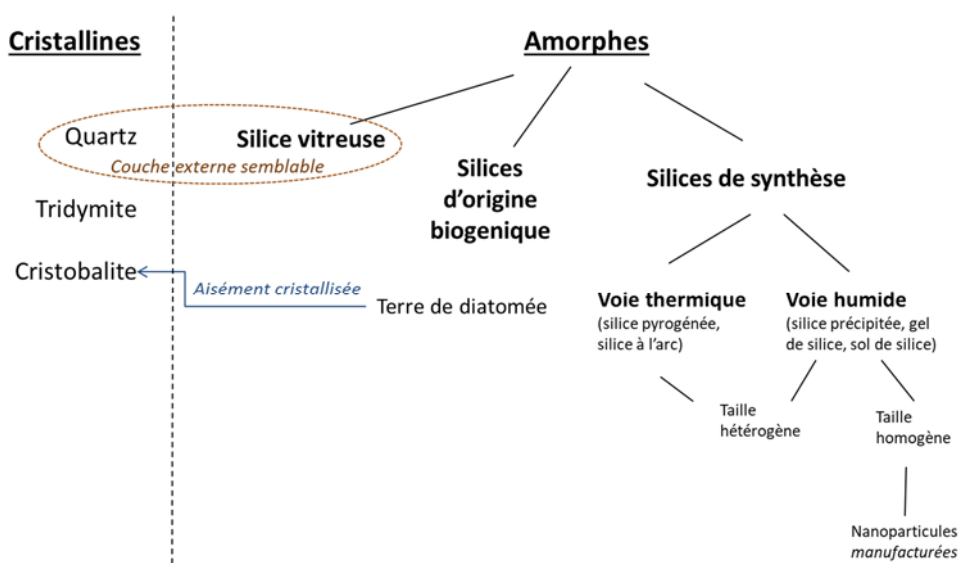 Cristallines
Amorphes
Quartz
Silice vitreuse
Couche externe semblable
Silices
d'origine
biogenique
Silices de synthèse
Tridymite
Cristobalite
Aisément cristallisée
Terre de diatomée
Voie thermique
(silice pyrogénée,
silice à l'arc)
Voie humide
(silice précipitée, gel
de silice, sol de silice)
Taille
hétérogène
Taille
homogène
Nanoparticules
manufacturées